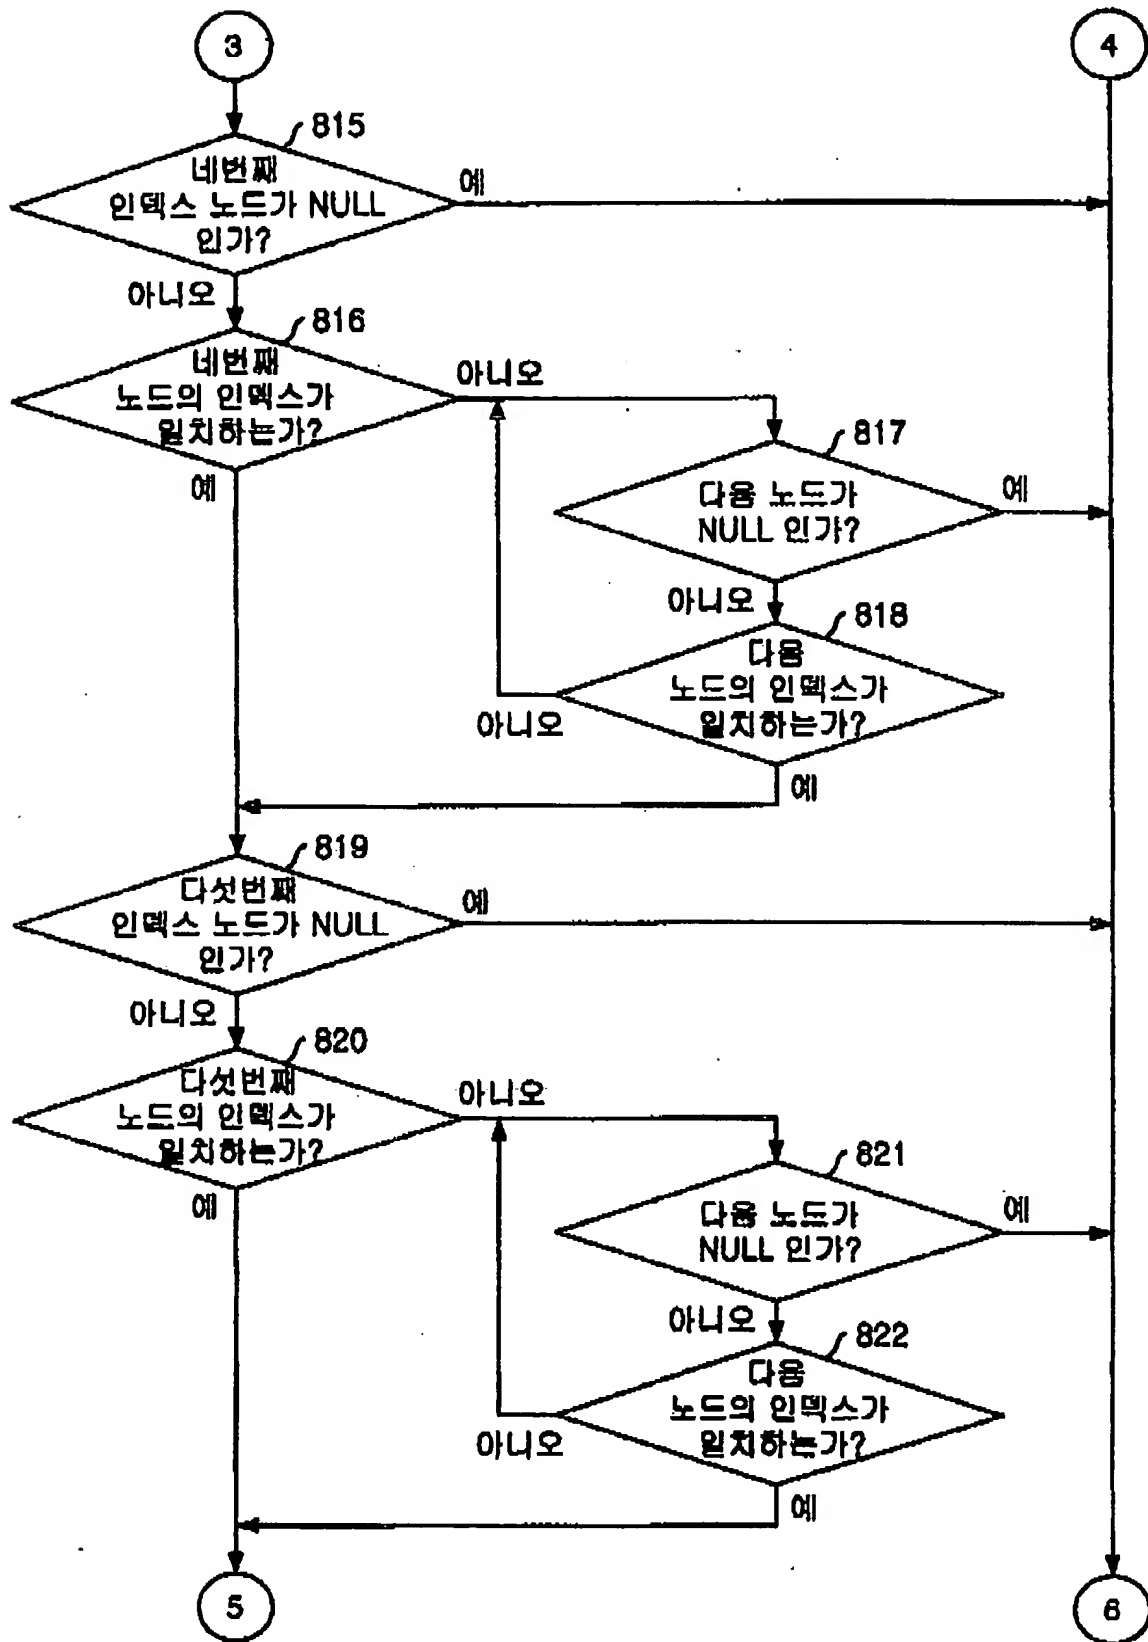 3
4
815
네번째
인덱스 노드가 NULL
인가?
예
아니오
816
네번째
노드의 인덱스가
일치하는가?
아니오
예
817
다음 노드가
NULL 인가?
예
아니오
818
다음
노드의 인덱스가
일치하는가?
아니오
예
819
다섯번째
인덱스 노드가 NULL
인가?
예
아니오
820
다섯번째
노드의 인덱스가
일치하는가?
아니오
예
821
다음 노드가
NULL 인가?
예
아니오
822
다음
노드의 인덱스가
일치하는가?
아니오
예
5
6